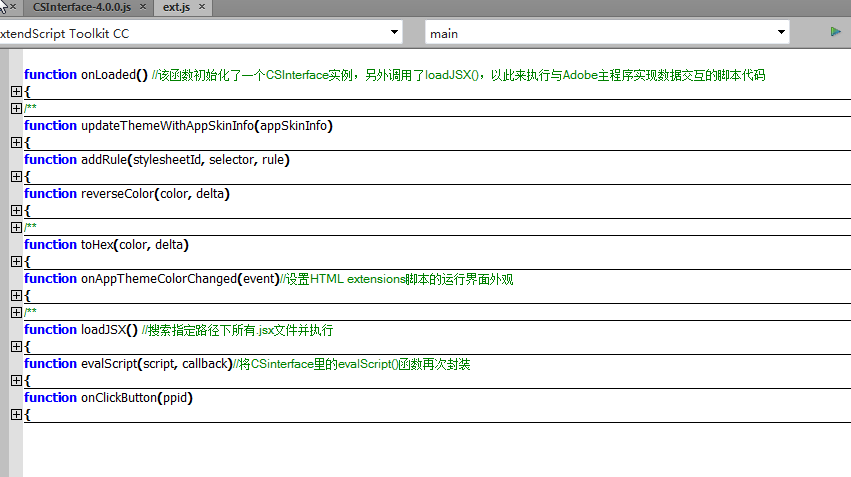 CSInterface-4.0.0.js × ext.js ×
xtendScript Toolkit CC main
function onLoaded() //该函数初始化了一个CSInterface实例，另外调用了loadJSX()，以此来执行与Adobe主程序实现数据交互的脚本代码
{
/**
function updateThemeWithAppSkinInfo(appSkinInfo)
{
function addRule(stylesheetId, selector, rule)
{
function reverseColor(color, delta)
{
/**
function toHex(color, delta)
{
function onAppThemeColorChanged(event)//设置HTML extensions脚本的运行界面外观
{
/**
function loadJSX() //搜索指定路径下所有.jsx文件并执行
{
function evalScript(script, callback)//将CSinterface里的evalScript()函数再次封装
{
function onClickButton(ppid)
{